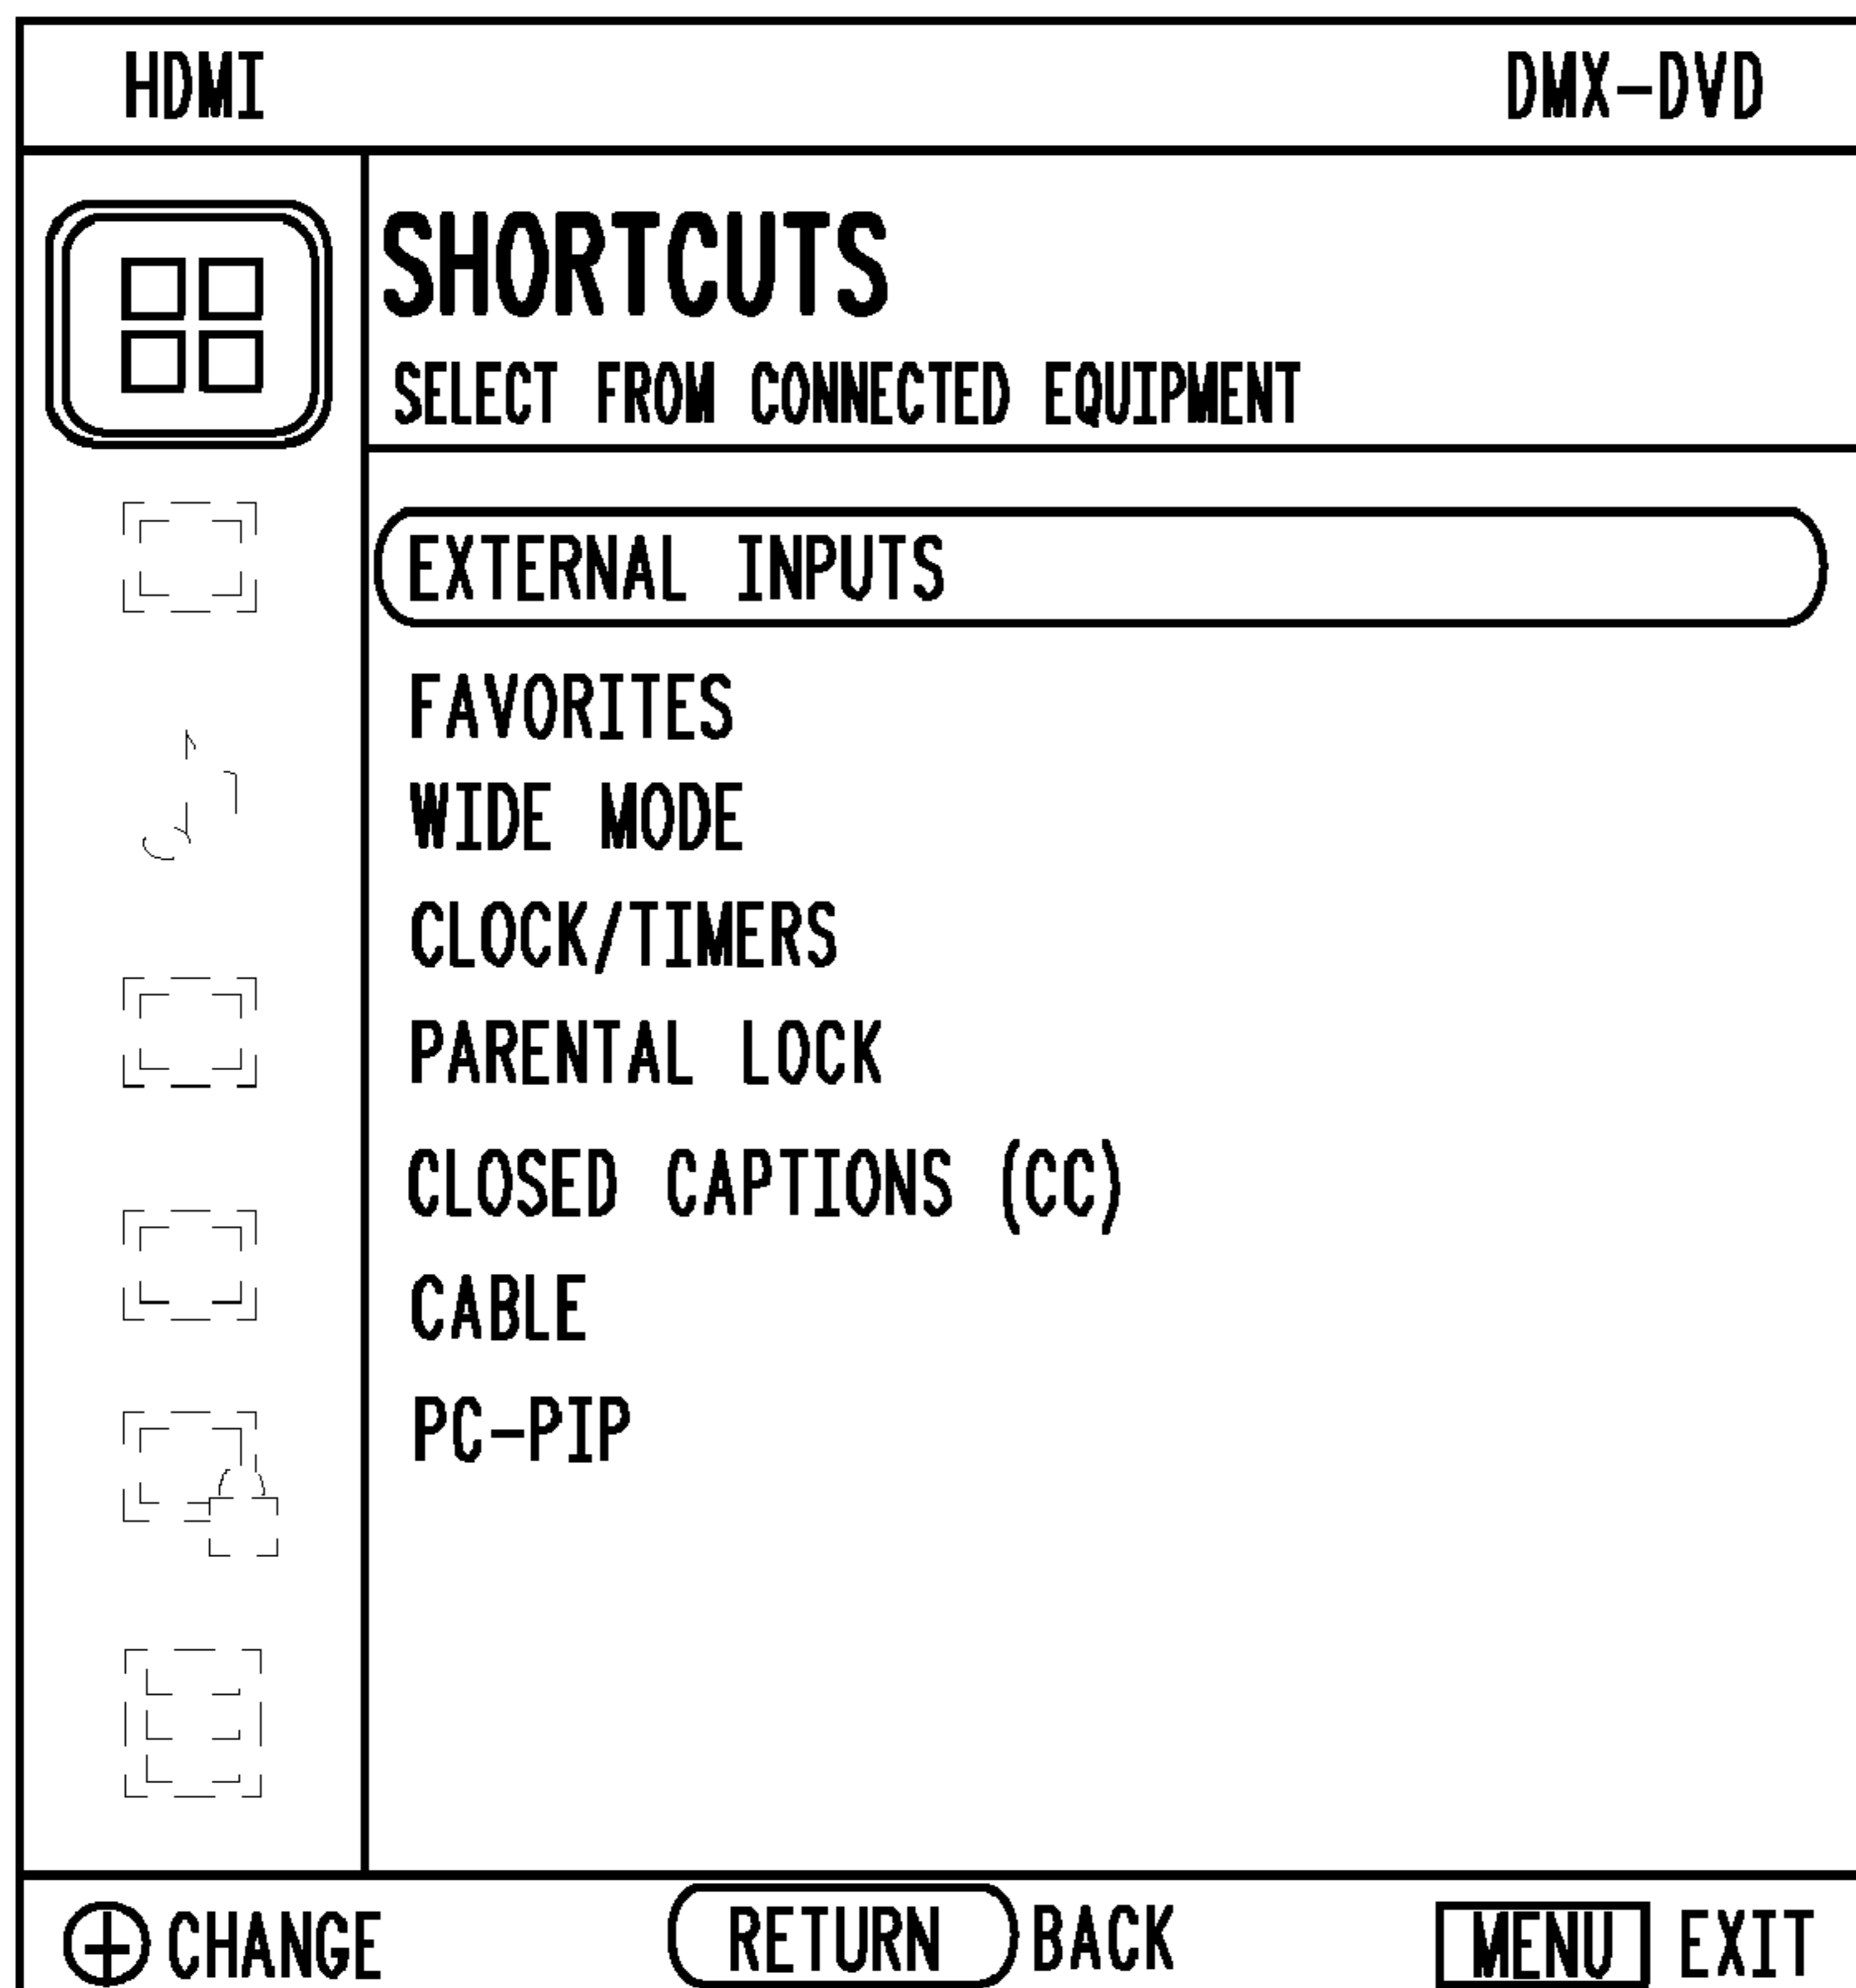 HDMI DMX-DVD
SHORTCUTS
SELECT FROM CONNECTED EQUIPMENT
EXTERNAL INPUTS
FAVORITES
WIDE MODE
CLOCK/TIMERS
PARENTAL LOCK
CLOSED CAPTIONS (CC)
CABLE
PC-PIP
CHANGE RETURN BACK MENU EXIT